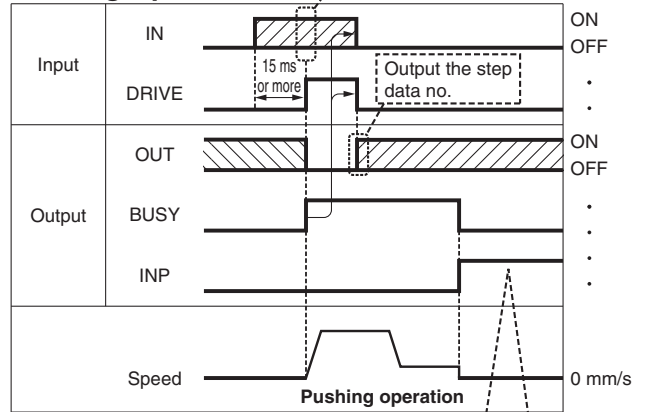 IN
ON
OFF
Input
15 ms
or more
Output the step
data no.
DRIVE
OUT
ON
OFF
Output
BUSY
INP
Speed
Pushing operation
0 mm/s